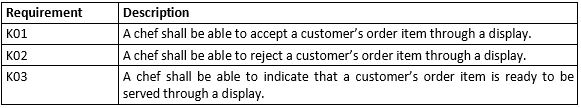 Requirement Description
K01 A chef shall be able to accept a customer’s order item through a display.
K02 A chef shall be able to reject a customer’s order item through a display.
K03 A chef shall be able to indicate that a customer’s order item is ready to be
served through a display.